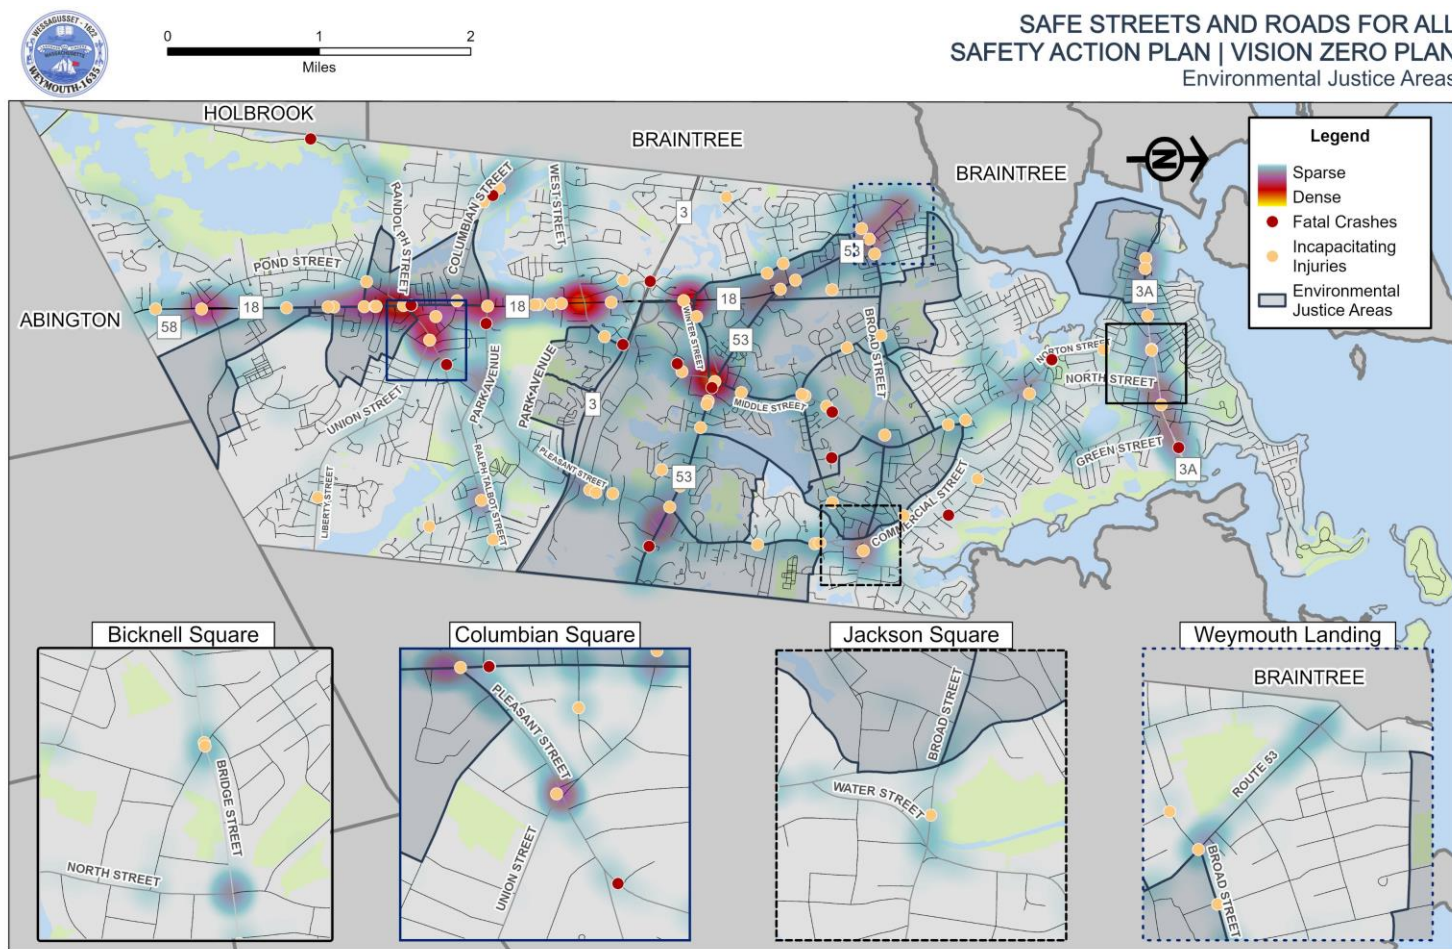 WESSAGUSSET - 1622
WEYMOUTH-1635
0
1
2
Miles
SAFE STREETS AND ROADS FOR ALL
SAFETY ACTION PLAN | VISION ZERO PLAN
Environmental Justice Areas
HOLBROOK
BRAINTREE
BRAINTREE
ABINGTON
N
Legend
Sparse
Dense
Fatal Crashes
Incapacitating
Injuries
Environmental
Justice Areas
RANDOLPH STREET
COLUMBIAN STREET
WEST STREET
3
POND STREET
53
18
18
58
3A
WINTER STREET
53
BROAD STREET
NORTON STREET
NORTH STREET
PARK AVENUE
PARK AVENUE
3
MIDDLE STREET
UNION STREET
GREEN STREET
3A
PLEASANT STREET
RALPH TALBOT STREET
53
LIBERTY STREET
COMMERCIAL STREET
Bicknell Square
BRIDGE STREET
NORTH STREET
Columbian Square
PLEASANT STREET
UNION STREET
Jackson Square
BROAD STREET
WATER STREET
Weymouth Landing
BRAINTREE
ROUTE 53
BROAD STREET